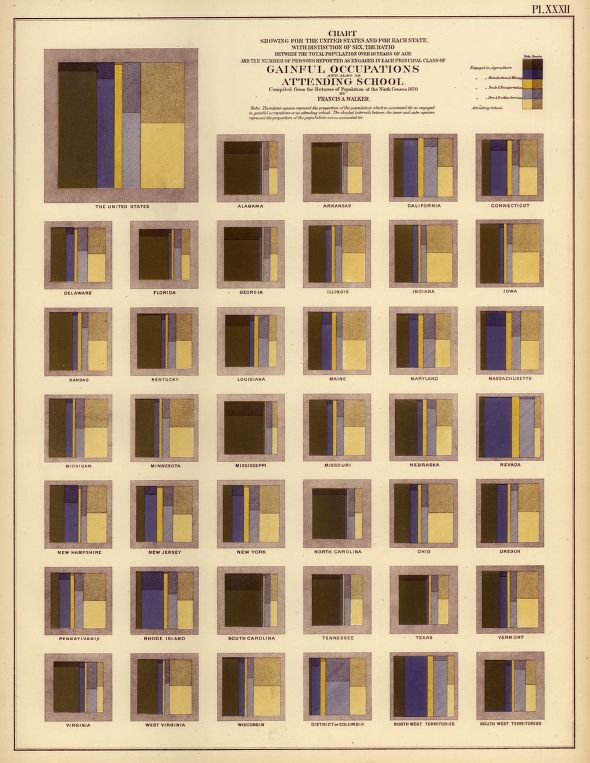 PL.XXXII
CHART
SHOWING FOR THE UNITED STATES AND FOR EACH STATE,
WITH DISTINCTION OF SEX, THE RATIO
BETWEEN THE TOTAL POPULATION OVER 10 YEARS OF AGE
AND THE NUMBER OF PERSONS REPORTED AS ENGAGED IN EACH PRINCIPAL CLASS OF
GAINFUL OCCUPATIONS
AND ALSO AS
ATTENDING SCHOOL
Compiled from the Returns of Population at the Ninth Census 1870
BY
FRANCIS A. WALKER.
Note: The interior squares represent the proportion of the population which is accounted for as engaged
in gainful occupations or as attending school. The shaded intervals between the inner and outer squares
represent the proportion of the population not so accounted for.
Male. Female.
Engaged in Agriculture
" " Manufactures & Mining
" " Trade & Transportation
Attending School
THE UNITED STATES
ALABAMA
ARKANSAS
CALIFORNIA
CONNECTICUT
DELAWARE
FLORIDA
GEORGIA
ILLINOIS
INDIANA
IOWA
KANSAS
KENTUCKY
LOUISIANA
MAINE
MARYLAND
MASSACHUSETTS
MICHIGAN
MINNESOTA
MISSISSIPPI
MISSOURI
NEBRASKA
NEVADA
NEW HAMPSHIRE
NEW JERSEY
NEW YORK
NORTH CAROLINA
OHIO
OREGON
PENNSYLVANIA
RHODE ISLAND
SOUTH CAROLINA
TENNESSEE
TEXAS
VERMONT
VIRGINIA
WEST VIRGINIA
WISCONSIN
DISTRICT OF COLUMBIA
NORTH WEST TERRITORIES
SOUTH WEST TERRITORIES